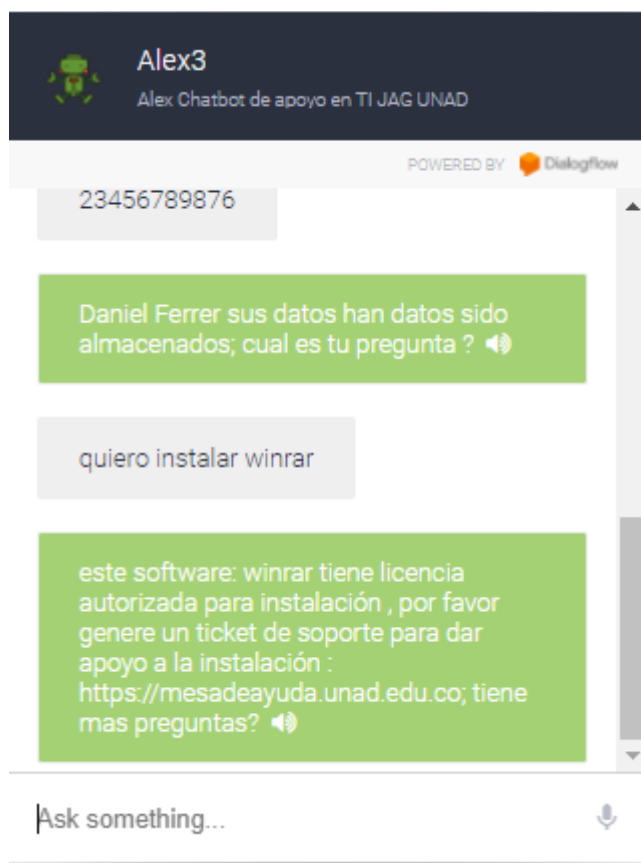 Alex3
Alex Chatbot de apoyo en TI JAG UNAD
POWERED BY Dialogflow
23456789876
Daniel Ferrer sus datos han datos sido
almacenados; cual es tu pregunta ?
quiero instalar winrar
este software: winrar tiene licencia
autorizada para instalación , por favor
genere un ticket de soporte para dar
apoyo a la instalación :
https://mesadeayuda.unad.edu.co; tiene
mas preguntas?
Ask something...